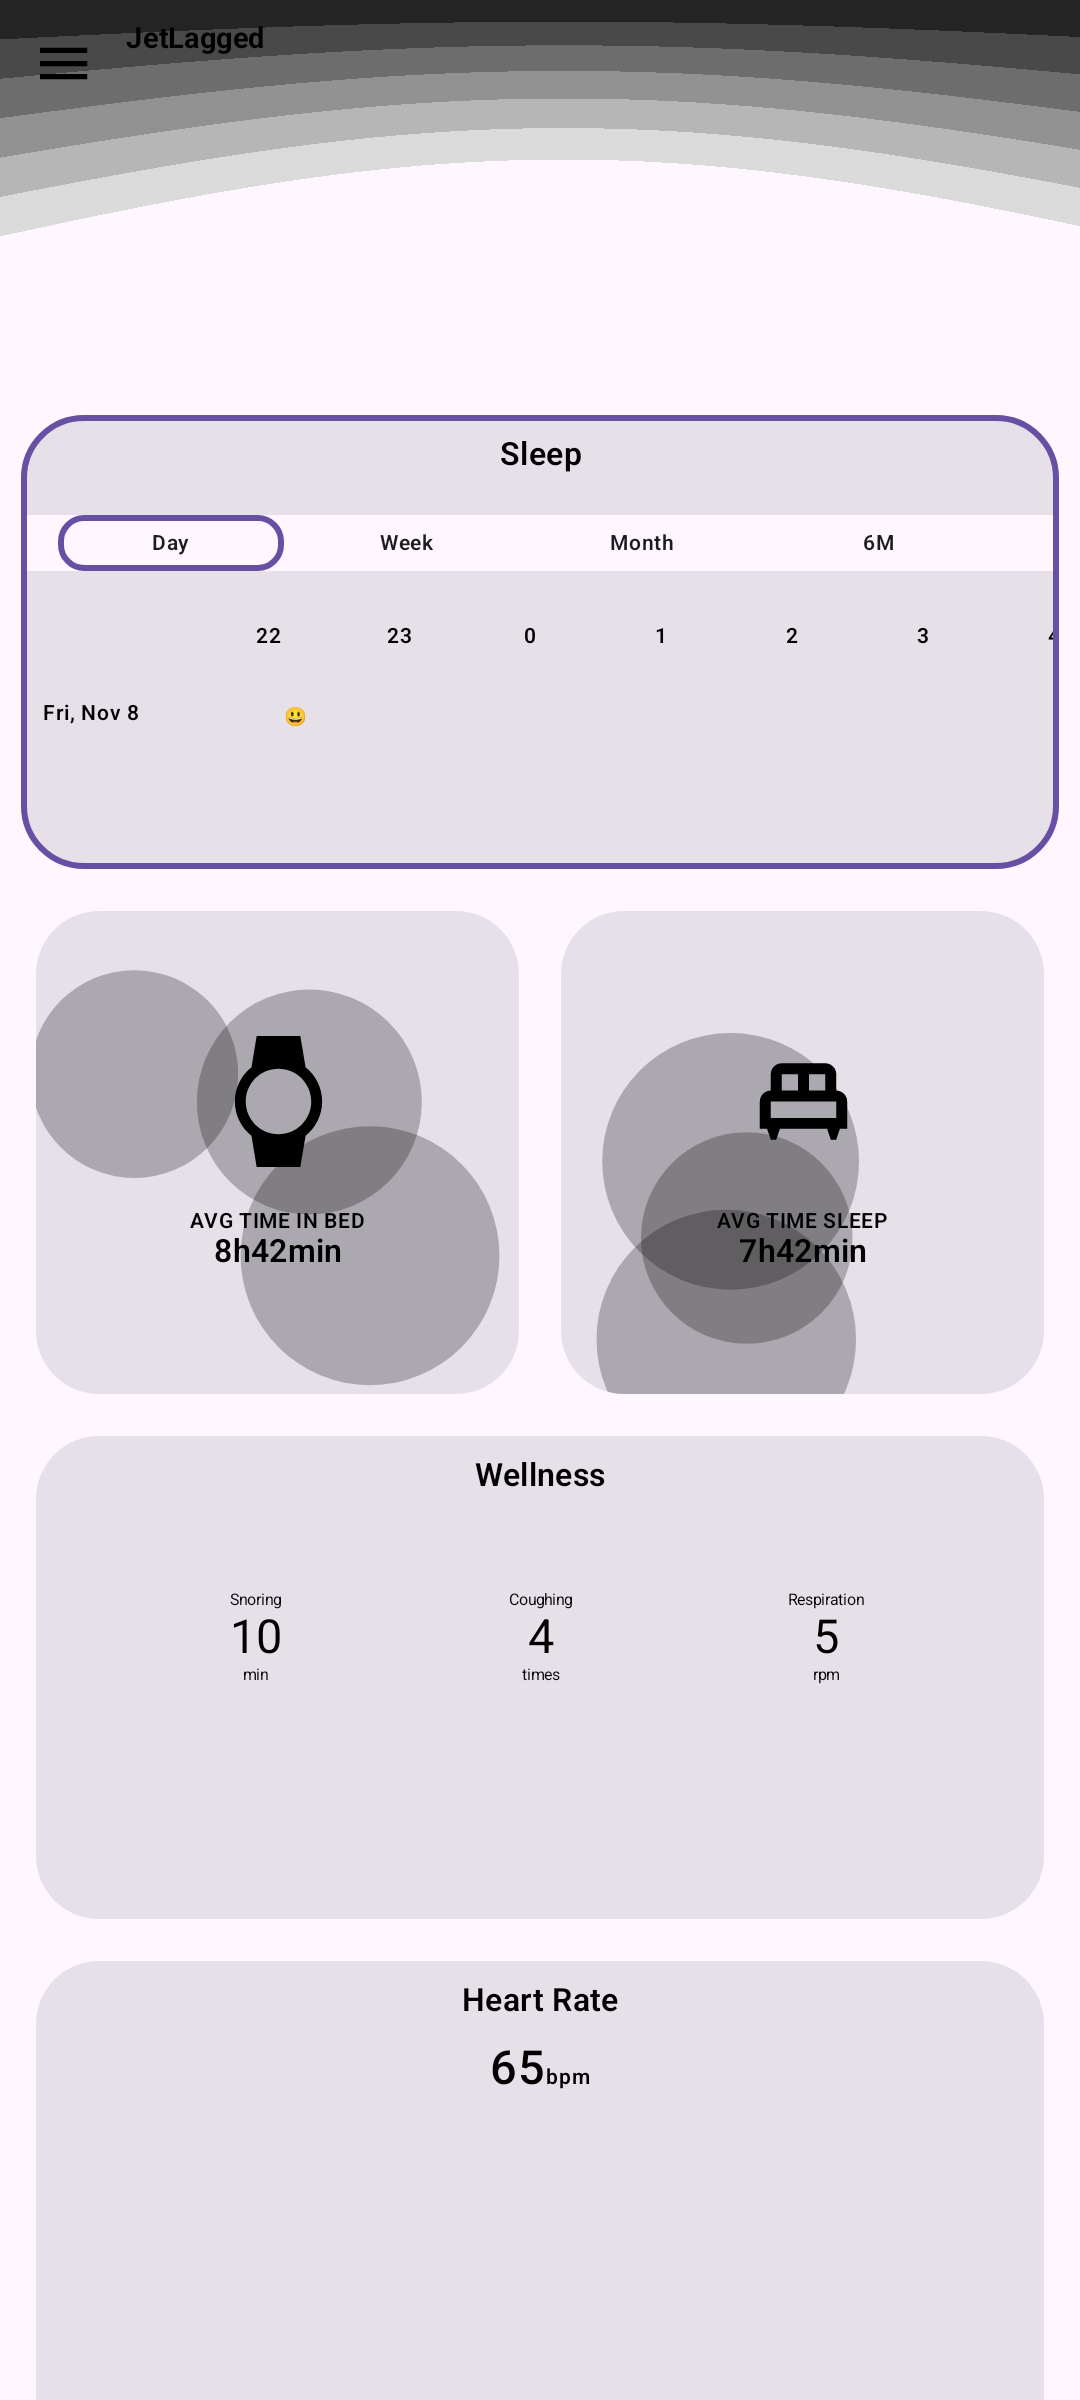 JetLagged
Sleep
Day Week Month 6M
22 23 0 1 2 3
Fri, Nov 8 😃
AVG TIME IN BED
8h42min
AVG TIME SLEEP
7h42min
Wellness
Snoring Coughing Respiration
10 4 5
min times rpm
Heart Rate
65bpm